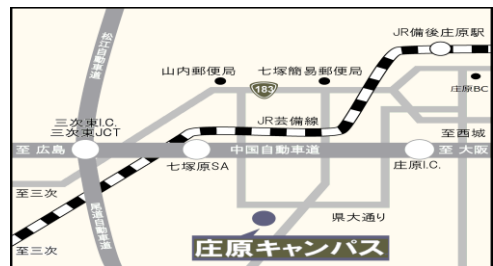 松江自動車道
JR備後庄原駅
山内郵便局
七塚簡易郵便局
183
庄原BC
三次東I.C.
三次東JCT
JR芸備線
至西城
至 広島
中国自動車道
至 大阪
七塚原SA
庄原I.C.
至三次
尾道自動車道
県大通り
庄原キャンパス
至三次